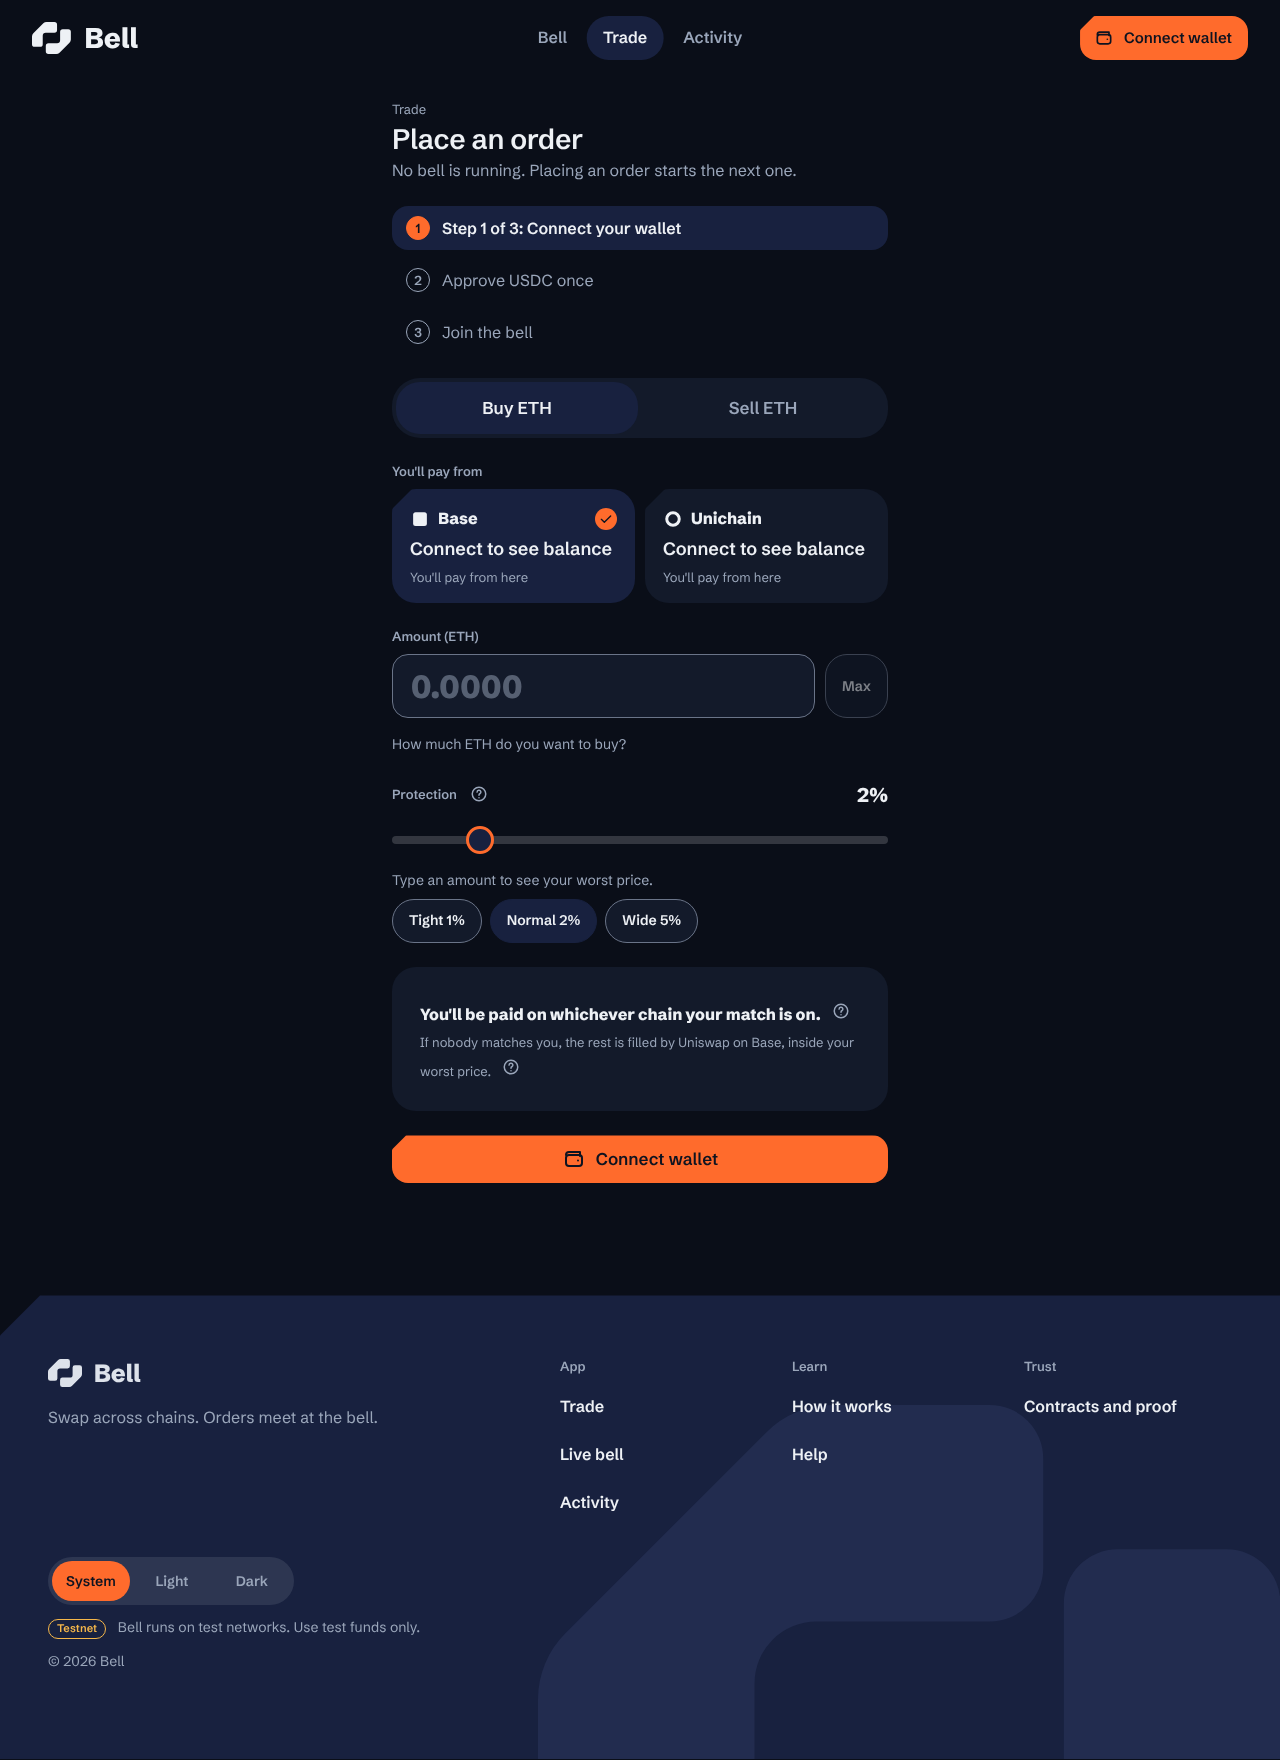 Bell
Bell Trade Activity
Connect wallet
Trade
Place an order
No bell is running. Placing an order starts the next one.
1 Step 1 of 3: Connect your wallet
2 Approve USDC once
3 Join the bell
Buy ETH Sell ETH
You'll pay from
Base
Connect to see balance
You'll pay from here
Unichain
Connect to see balance
You'll pay from here
Amount (ETH)
0.0000 Max
How much ETH do you want to buy?
Protection ? 2%
Type an amount to see your worst price.
Tight 1% Normal 2% Wide 5%
You'll be paid on whichever chain your match is on. ?
If nobody matches you, the rest is filled by Uniswap on Base, inside your
worst price. ?
Connect wallet
Bell
Swap across chains. Orders meet at the bell.
App
Trade
Live bell
Activity
Learn
How it works
Help
Trust
Contracts and proof
System Light Dark
Testnet Bell runs on test networks. Use test funds only.
© 2026 Bell